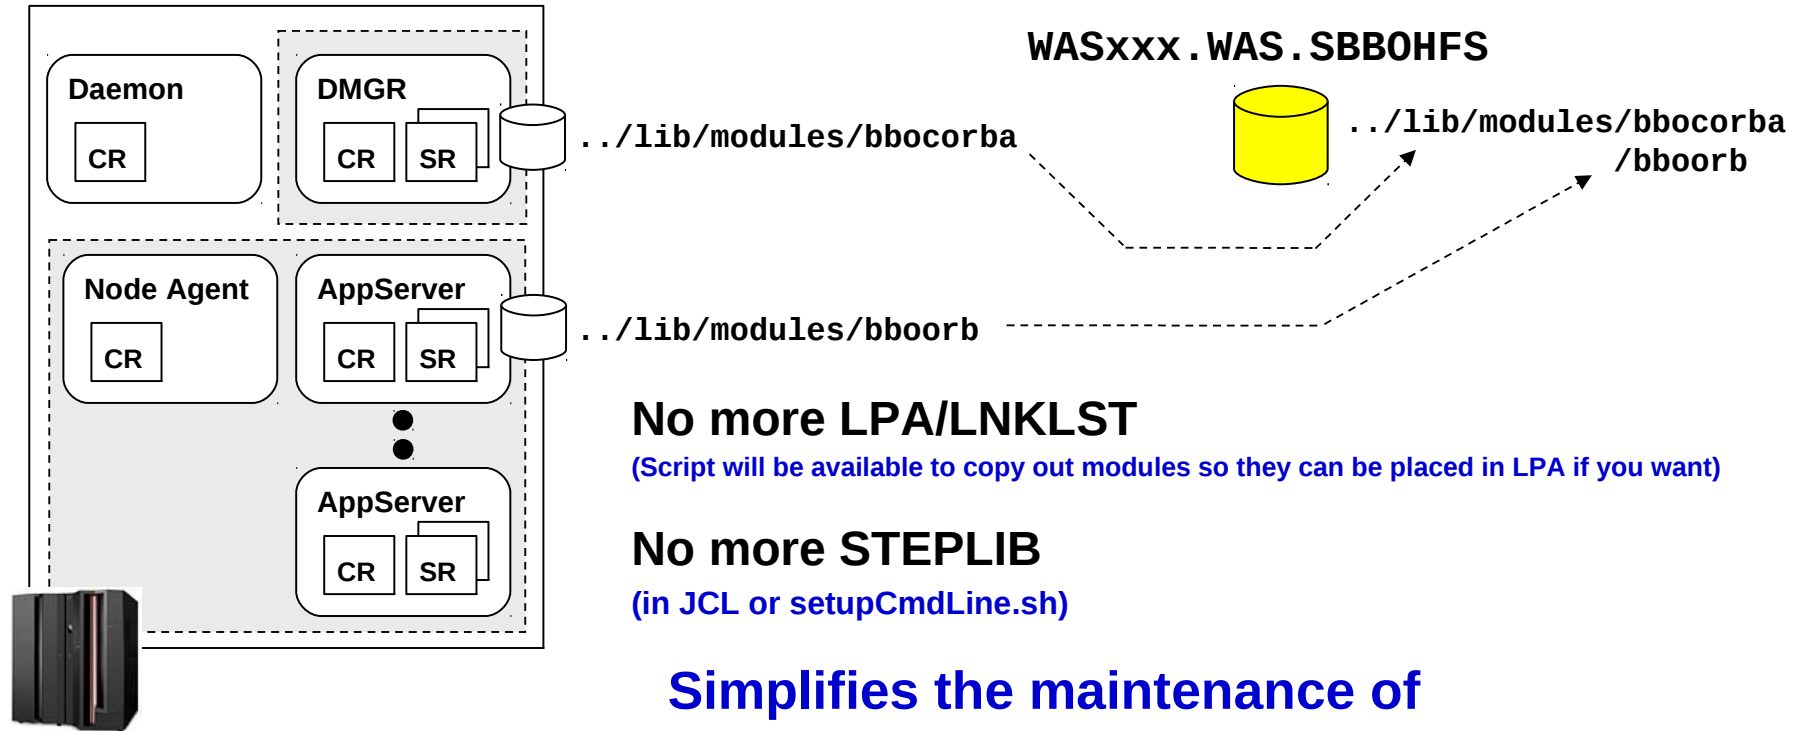 Daemon
CR
DMGR
CR
SR
../lib/modules/bbocorba
WASxxx.WAS.SBBOHFS
../lib/modules/bbocorba
/bboorb
Node Agent
CR
AppServer
CR
SR
../lib/modules/bboorb
AppServer
CR
SR
No more LPA/LNKLST
(Script will be available to copy out modules so they can be placed in LPA if you want)
No more STEPLIB
(in JCL or setupCmdLine.sh)
Simplifies the maintenance of